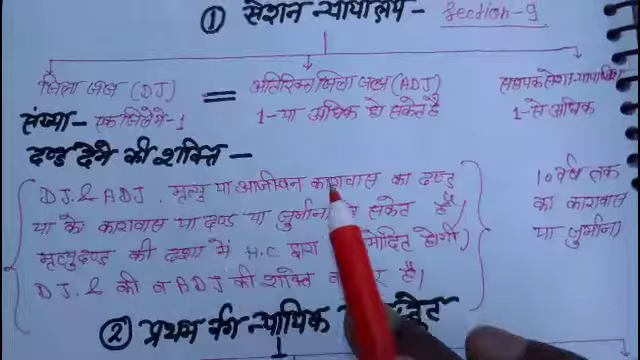 ① सेशन न्यायालय - Section-9
जिला जज (DJ) = अतिरिक्त जिला जज (ADJ) सहायक सेशन न्यायाधीश
संख्या - एक जिले में-1 1-या अधिक हो सकते है 1-से अधिक
दण्ड देने की शक्ति -
DJ. & ADJ. मृत्यु या आजीवन कारावास का दण्ड 10 वर्ष तक
या के कारावास या दण्ड या जुर्माना सकते है। का कारावास
मृत्युदण्ड की दशा में H.C द्वारा होगी। या जुर्माना
DJ. & की व ADJ की शक्ति है।
② प्रथम वर्ग न्यायिक